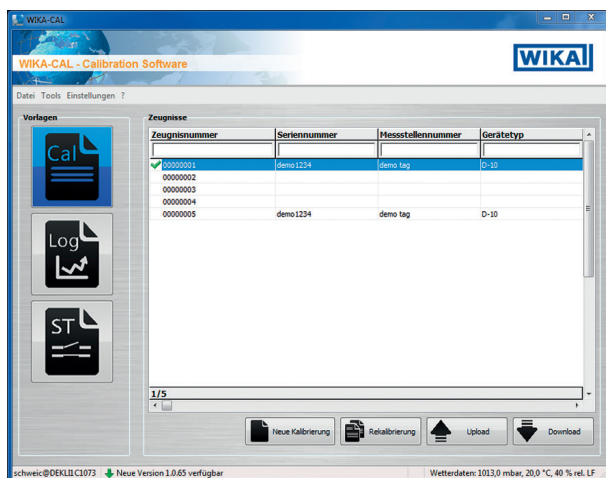 WIKA-CAL
WIKA-CAL - Calibration Software
WIKA
Datei Tools Einstellungen ?
Vorlagen
Zeugnisse
Cal
Log
ST
Zeugnisnummer Seriennummer Messstellennummer Gerätetyp
00000001 demo1234 demo tag D-10
00000002
00000003
00000004
00000005 demo1234 demo tag D-10
1/5
Neue Kalibrierung Rekalibrierung Upload Download
schweic@DEKLI1C1073 Neue Version 1.0.65 verfügbar Wetterdaten: 1013,0 mbar, 20,0 °C, 40 % rel. LF